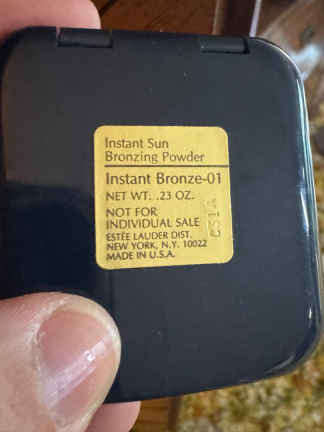 Instant Sun
Bronzing Powder
Instant Bronze-01
NET WT. .23 OZ.
NOT FOR
INDIVIDUAL SALE
ESTĒE LAUDER DIST.
NEW YORK, N.Y. 10022
MADE IN U.S.A.